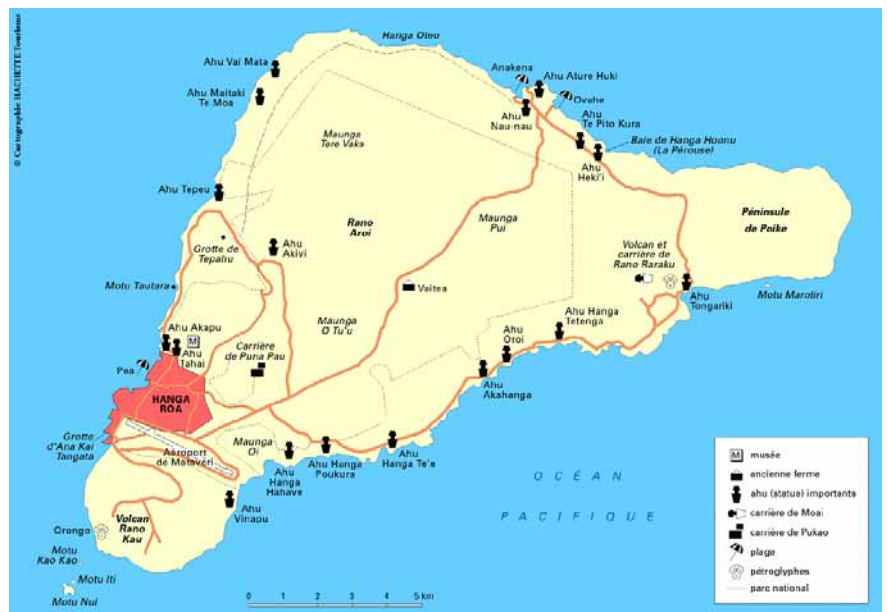 © Cartographie HACHETTE Tourisme
Hanga Oteo
Ahu Vai Mata
Ahu Maitaki
Te Moa
Anakena
Ahu Ature Huki
Ovahe
Ahu
Nau-nau
Ahu
Te Pito Kura
Baie de Hanga Hoonu
(La Pérouse)
Ahu
Heki'i
Maunga
Tere Vaka
Ahu Tepeu
Rano
Aroi
Maunga
Pui
Péninsule
de Poike
Grotte de
Tepahu
Ahu
Akivi
Volcan et
carrière de
Rano Raraku
Motu Tautara
Vaitea
Ahu
Tongariki
Motu Marotiri
Ahu Akapu
M
Ahu
Tahai
Carrière
de Puna Pau
Maunga
O Tu'u
Ahu Hanga
Tetenga
Ahu
Oroi
Pea
Ahu
Akahanga
HANGA
ROA
Grotte
d'Ana Kai
Tangata
Aéroport
de Mataveri
Maunga
Oi
Ahu
Hanga
Hahave
Ahu Hanga
Poukura
Ahu
Hanga Te'e
Ahu
Vinapu
Volcan
Rano
Kau
Orongo
Motu
Kao Kao
Motu Iti
Motu Nui
OCÉAN
PACIFIQUE
0 1 2 3 4 5 km
M musée
ancienne ferme
ahu (statue) importants
carrière de Moai
carrière de Pukao
plage
pétroglyphes
parc national